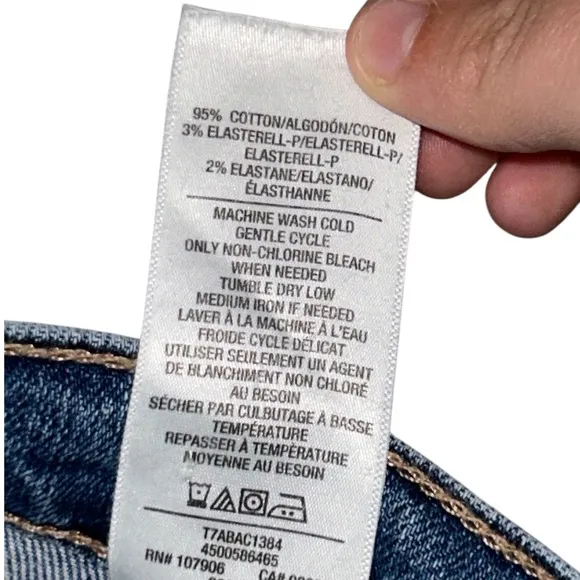 95% COTTON/ALGODÓN/COTON
3% ELASTERELL-P/ELASTERELL-P/
ELASTERELL-P
2% ELASTANE/ELASTANO/
ÉLASTHANNE
MACHINE WASH COLD
GENTLE CYCLE
ONLY NON-CHLORINE BLEACH
WHEN NEEDED
TUMBLE DRY LOW
MEDIUM IRON IF NEEDED
LAVER À LA MACHINE À L'EAU
FROIDE CYCLE DÉLICAT
UTILISER SEULEMENT UN AGENT
DE BLANCHIMENT NON CHLORÉ
AU BESOIN
SÉCHER PAR CULBUTAGE À BASSE
TEMPÉRATURE
REPASSER À TEMPÉRATURE
MOYENNE AU BESOIN
T7ABAC1384
4500586465
RN# 107906 CA#